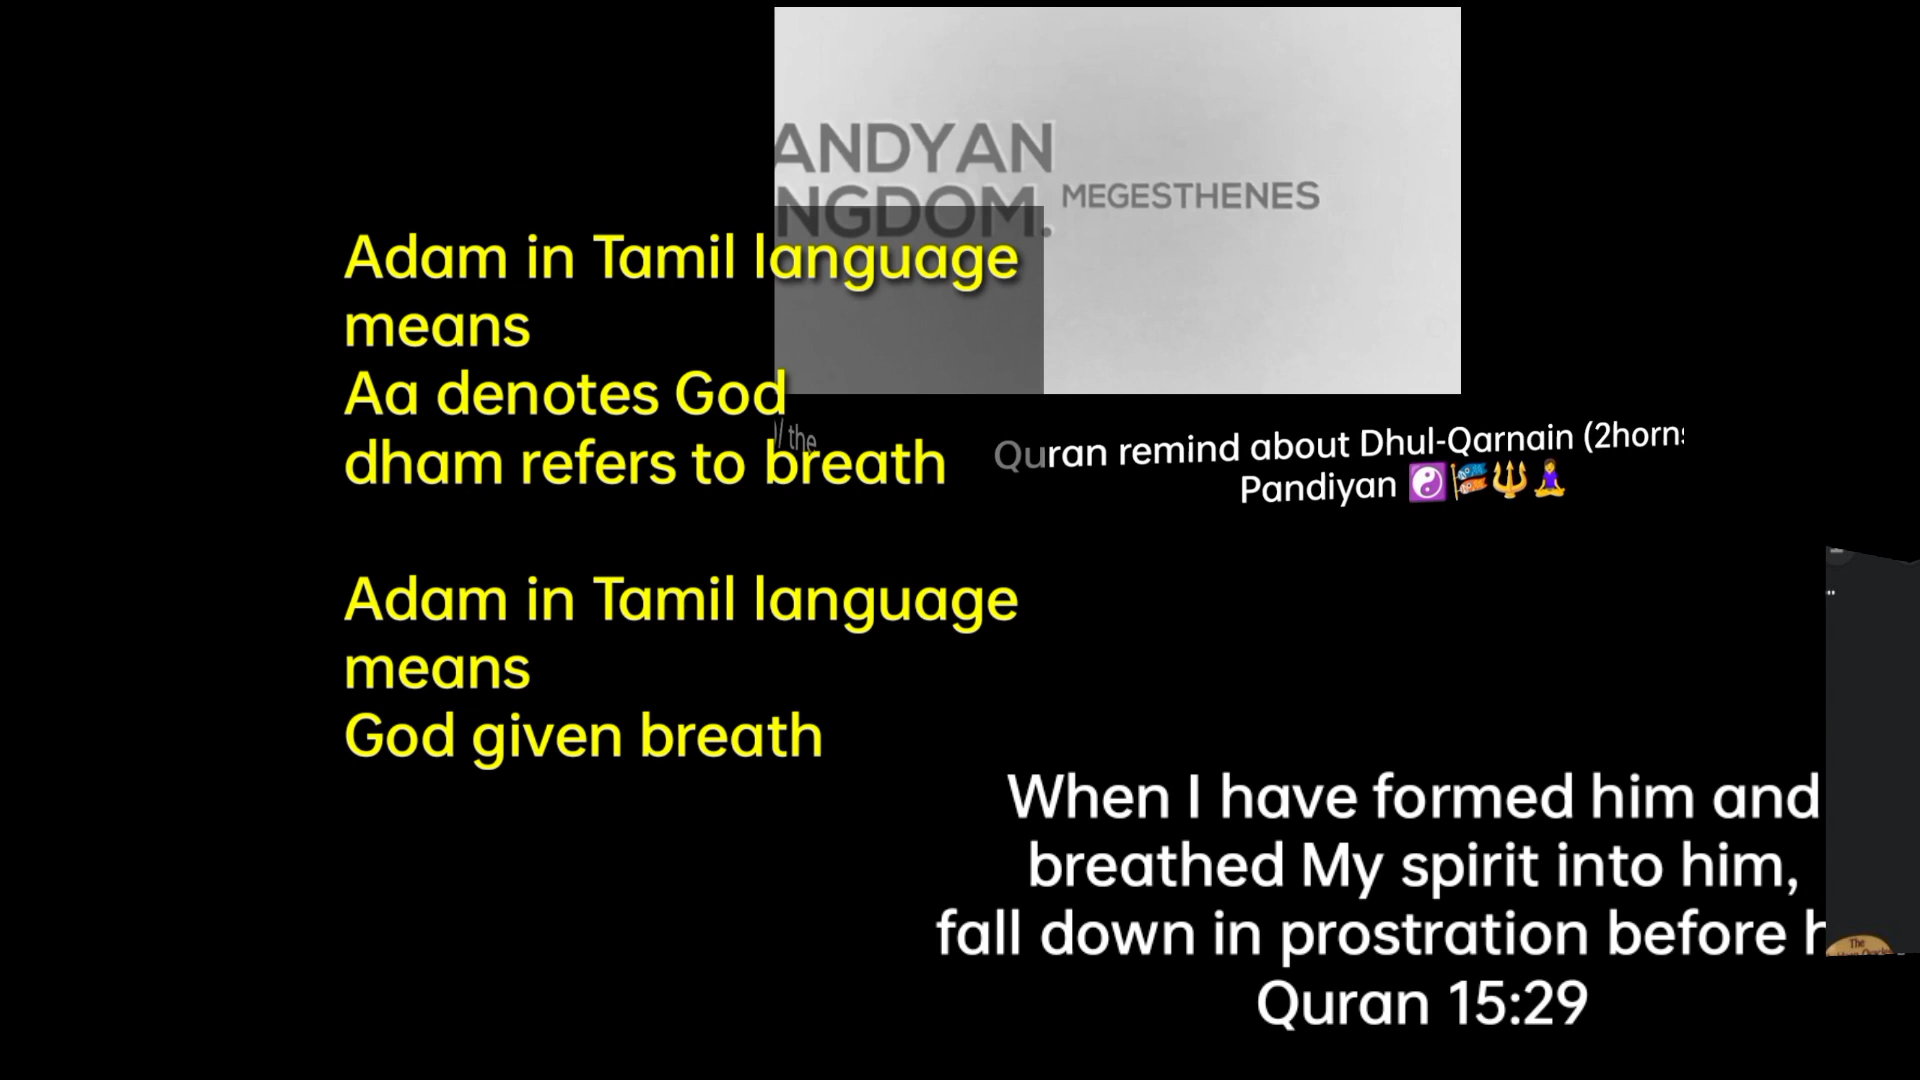 ANDYAN
NGDOM.
MEGESTHENES
Adam in Tamil language
means
Aa denotes God
dham refers to breath
the
Quran remind about Dhul-Qarnain (2horns
Pandiyan ☯️🎏🔱🧘‍♀️
Adam in Tamil language
means
God given breath
When I have formed him and
breathed My spirit into him,
fall down in prostration before h
Quran 15:29
The